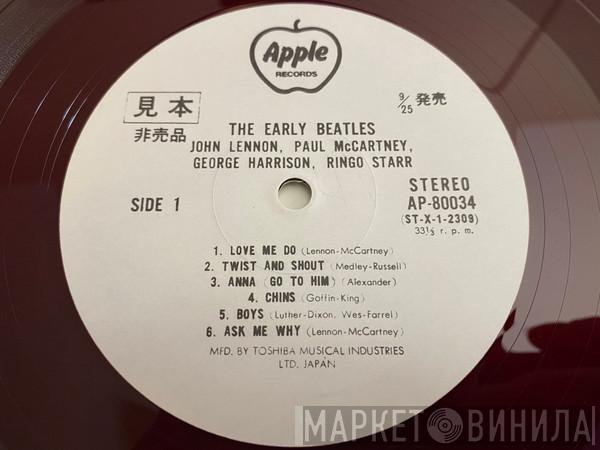 Apple
RECORDS
見本
非売品
9/25 発売
THE EARLY BEATLES
JOHN LENNON, PAUL McCARTNEY,
GEORGE HARRISON, RINGO STARR
SIDE 1
STEREO
AP-80034
(ST-X-1-2309)
33⅓ r. p. m.
1. LOVE ME DO (Lennon-McCartney)
2. TWIST AND SHOUT (Medley-Russell)
3. ANNA (GO TO HIM) (Alexander)
4. CHINS (Goffin-King)
5. BOYS (Luther-Dixon, Wes-Farrel)
6. ASK ME WHY (Lennon-McCartney)
MFD. BY TOSHIBA MUSICAL INDUSTRIES
LTD. JAPAN
МАРКЕТ ВИНИЛА